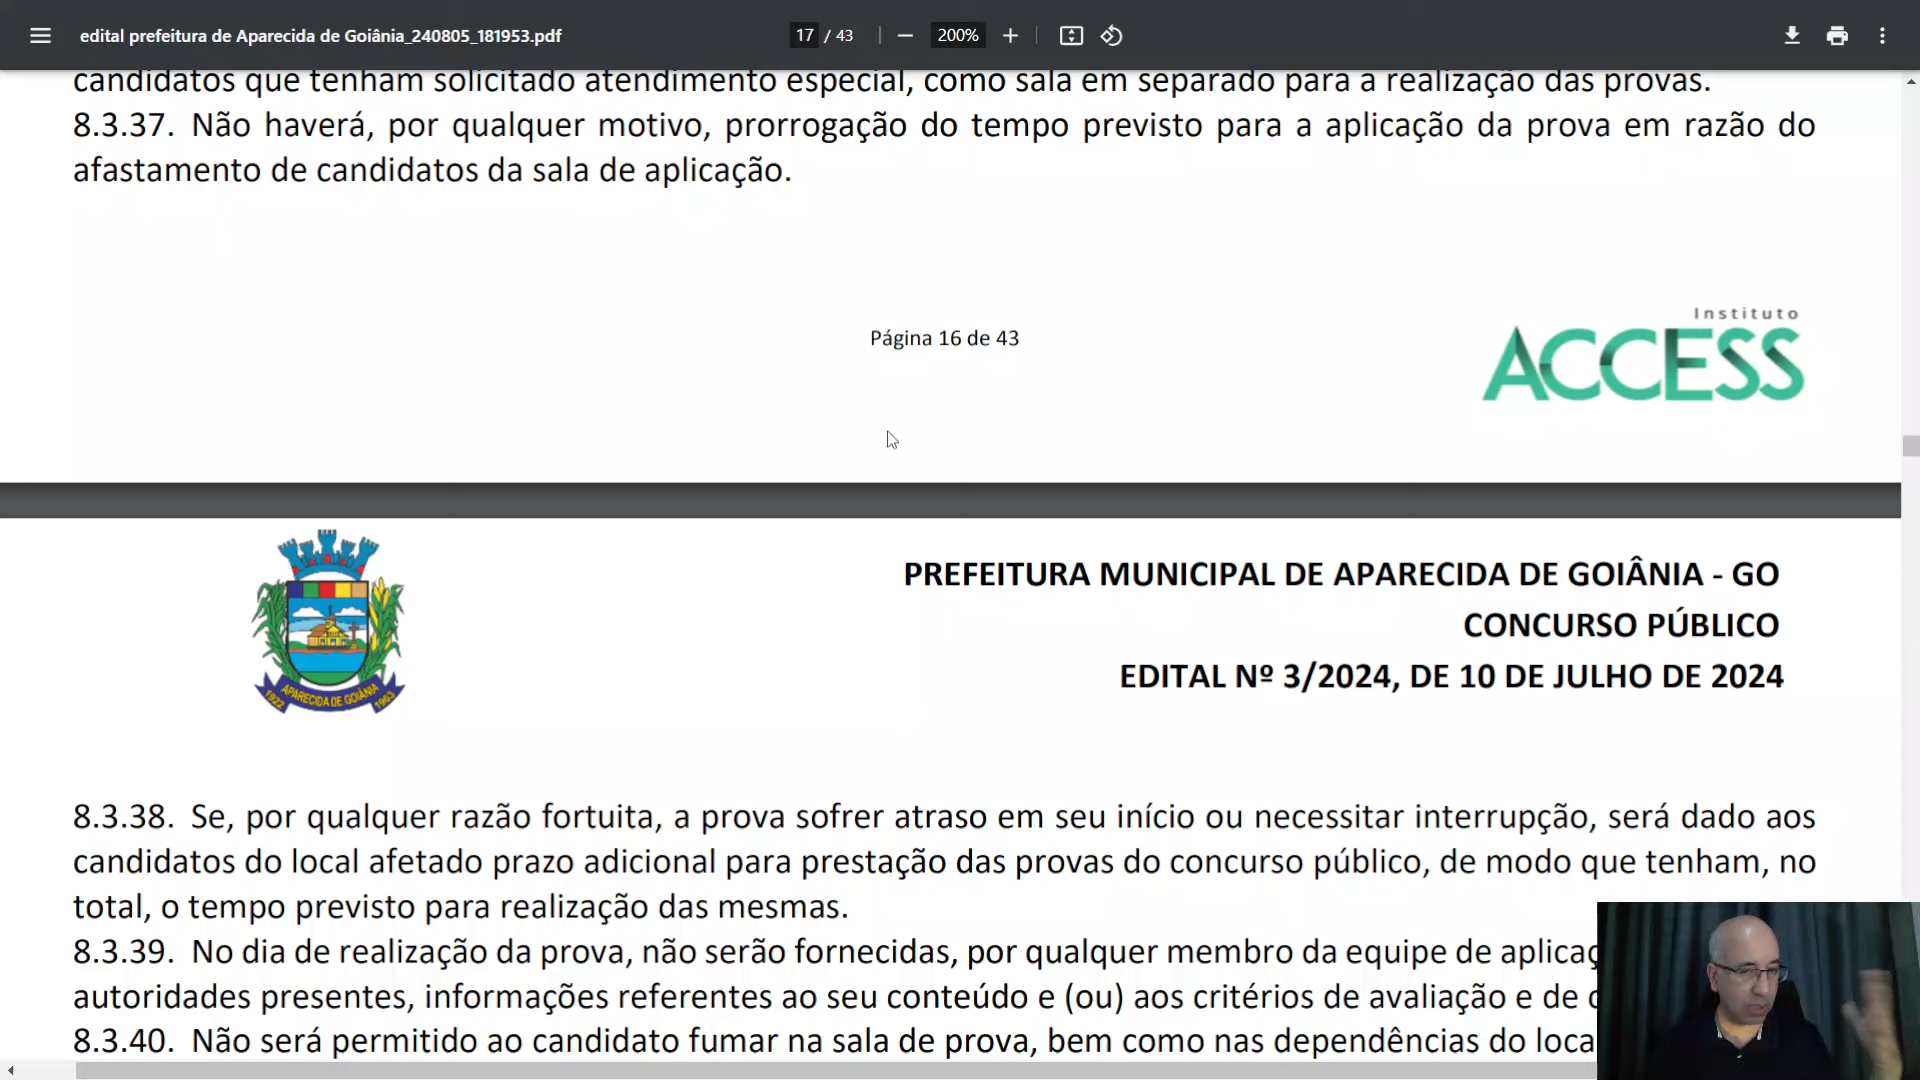 edital prefeitura de Aparecida de Goiânia_240805_181953.pdf
17 / 43
200%
candidatos que tenham solicitado atendimento especial, como sala em separado para a realização das provas.
8.3.37. Não haverá, por qualquer motivo, prorrogação do tempo previsto para a aplicação da prova em razão do
afastamento de candidatos da sala de aplicação.
Página 16 de 43
Instituto
ACCESS
1922 APARECIDA DE GOIÂNIA 1963
PREFEITURA MUNICIPAL DE APARECIDA DE GOIÂNIA - GO
CONCURSO PÚBLICO
EDITAL Nº 3/2024, DE 10 DE JULHO DE 2024
8.3.38. Se, por qualquer razão fortuita, a prova sofrer atraso em seu início ou necessitar interrupção, será dado aos
candidatos do local afetado prazo adicional para prestação das provas do concurso público, de modo que tenham, no
total, o tempo previsto para realização das mesmas.
8.3.39. No dia de realização da prova, não serão fornecidas, por qualquer membro da equipe de
autoridades presentes, informações referentes ao seu conteúdo e (ou) aos critérios de avaliação e de
8.3.40. Não será permitido ao candidato fumar na sala de prova, bem como nas dependências do